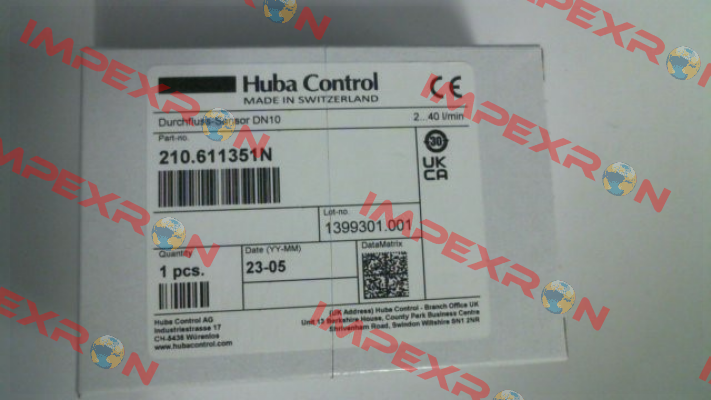 Huba Control
MADE IN SWITZERLAND
CE
Durchfluss-Sensor DN10 2...40 l/min
Part-no.
210.611351N
30
UK
CA
Lot-no.
1399301.001
Quantity
1 pcs.
Date (YY-MM)
23-05
DataMatrix
Huba Control AG
Industriestrasse 17
CH-5436 Würenlos
www.hubacontrol.com
(UK Address) Huba Control - Branch Office UK
Unit 13 Berkshire House, County Park Business Centre
Shrivenham Road, Swindon Wiltshire SN1 2NR
IMPEXRON
IMPEXRON
IMPEXRON
IMPEXRON
IMPEXRON
IMPEXRON